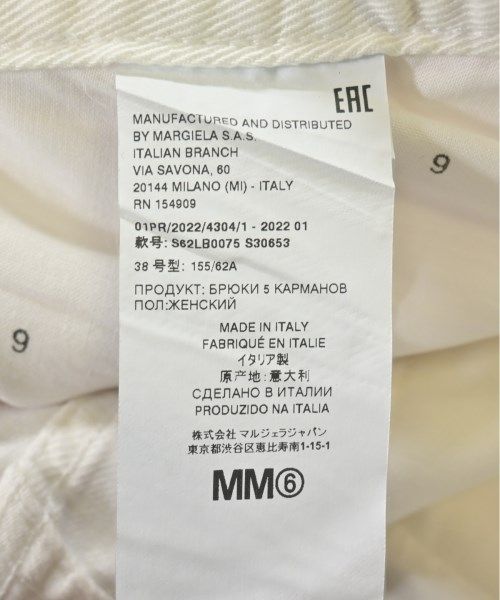 EAC
MANUFACTURED AND DISTRIBUTED
BY MARGIELA S.A.S.
ITALIAN BRANCH
VIA SAVONA, 60
20144 MILANO (MI) - ITALY
RN 154909
01PR/2022/4304/1 - 2022 01
款号: S62LB0075 S30653
38 号型: 155/62A
ПРОДУКТ: БРЮКИ 5 КАРМАНОВ
ПОЛ:ЖЕНСКИЙ
MADE IN ITALY
FABRIQUÉ EN ITALIE
イタリア製
原产地:意大利
СДЕЛАНО В ИТАЛИИ
PRODUZIDO NA ITALIA
株式会社 マルジェラジャパン
東京都渋谷区恵比寿南1-15-1
MM⑥
9
9